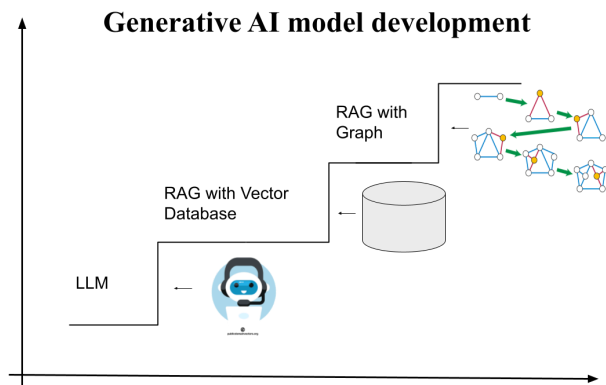 Generative AI model development
RAG with
Graph
RAG with Vector
Database
LLM